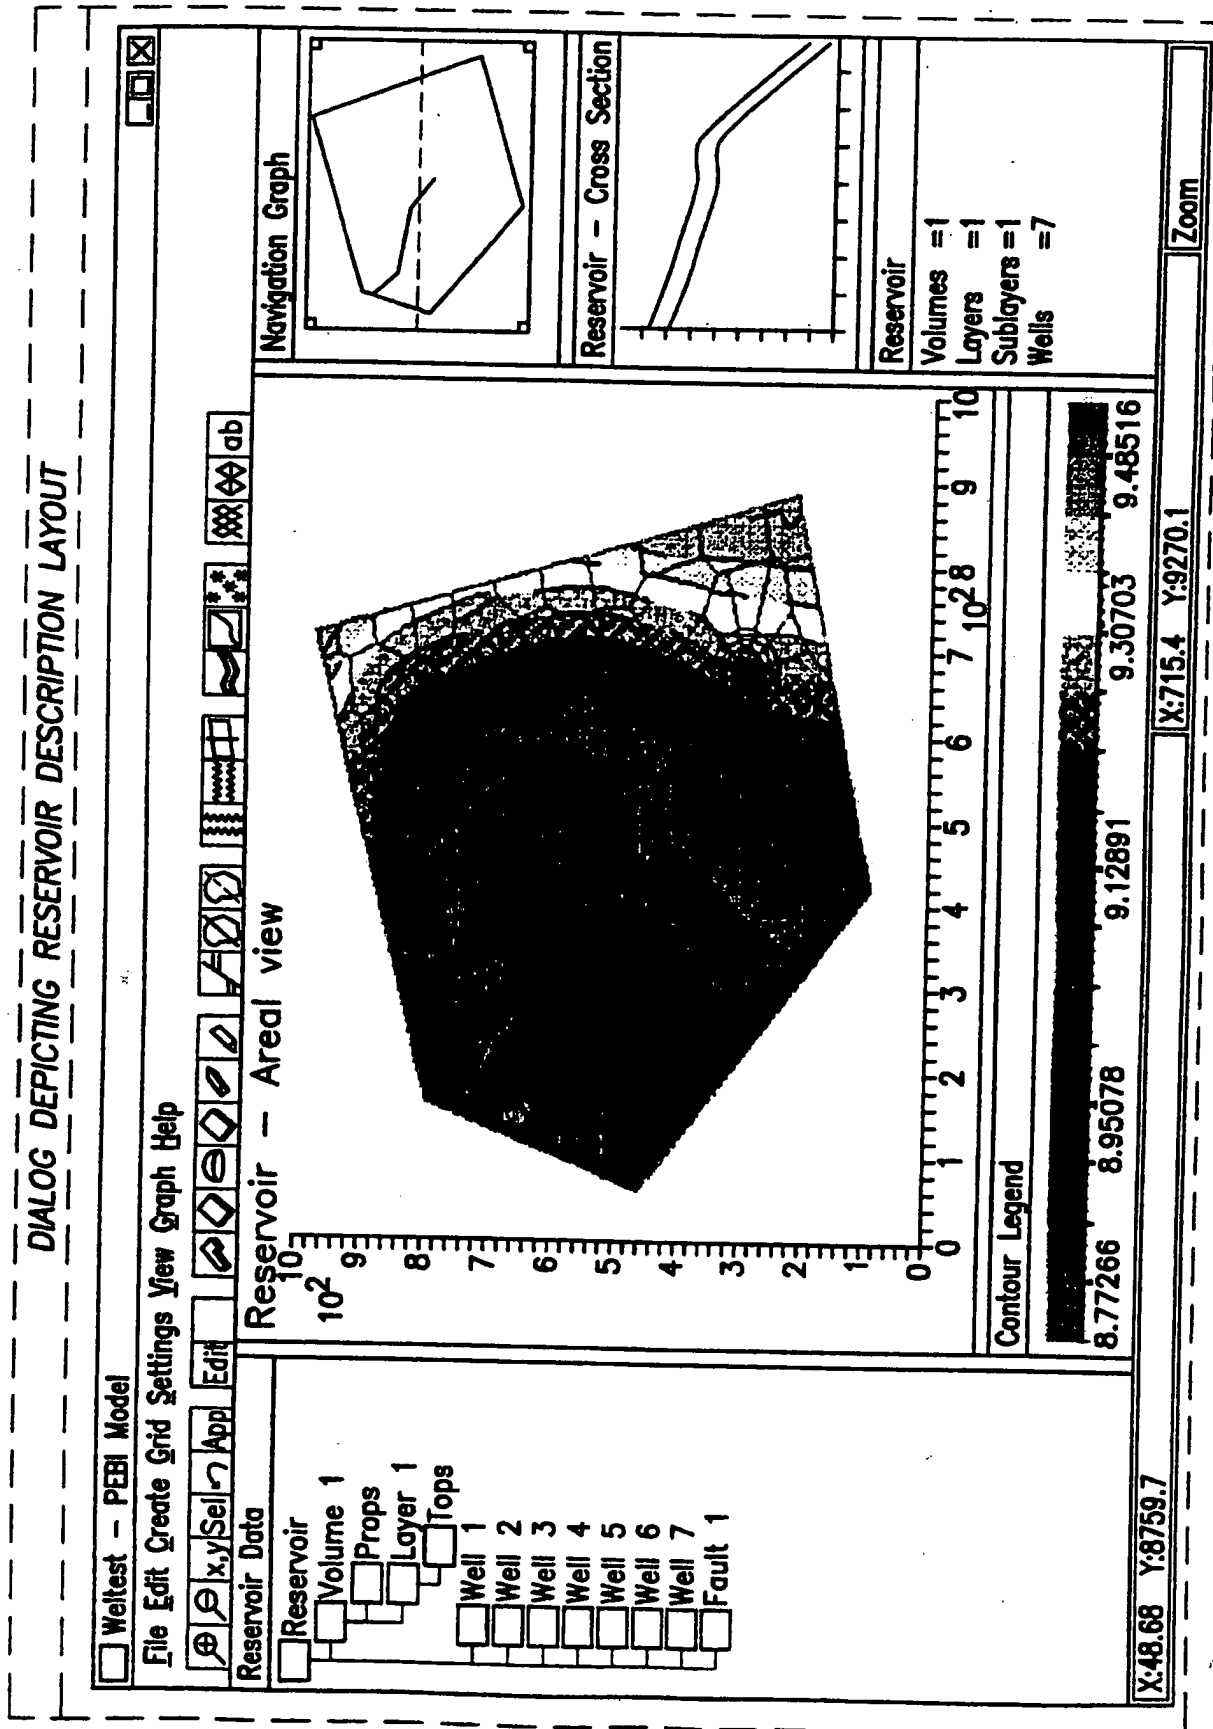 DIALOG DEPICTING RESERVOIR DESCRIPTION LAYOUT
Weltest - PEBI Model
File Edit Create Grid Settings View Graph Help
x,y Sel App Edit ab
Reservoir Data
Reservoir
Volume 1
Props
Layer 1
Tops
Well 1
Well 2
Well 3
Well 4
Well 5
Well 6
Well 7
Fault 1
Reservoir - Areal view
10
10²
9
8
7
6
5
4
3
2
1
0
0 1 2 3 4 5 6 7 8 9 10
10²
Contour Legend
8.77266 8.95078 9.12891 9.30703 9.48516
Navigation Graph
Reservoir - Cross Section
Reservoir
Volumes =1
Layers =1
Sublayers =1
Wells =7
X:48.68 Y:8759.7
X:715.4 Y:9270.1
Zoom